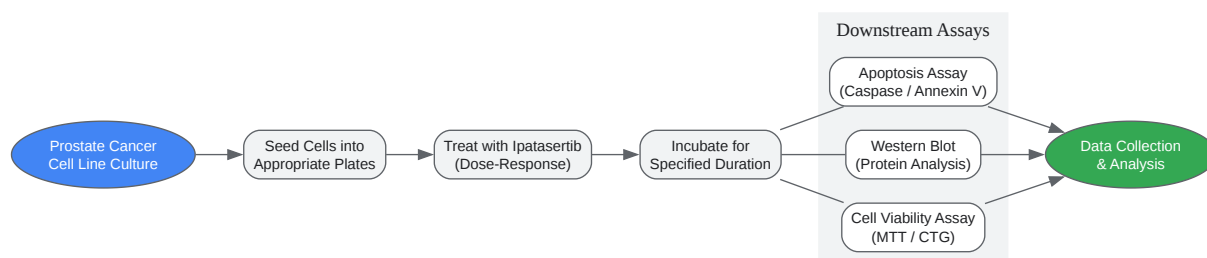 Prostate Cancer
Cell Line Culture
Seed Cells into
Appropriate Plates
Treat with Ipatasertib
(Dose-Response)
Incubate for
Specified Duration
Downstream Assays
Apoptosis Assay
(Caspase / Annexin V)
Western Blot
(Protein Analysis)
Cell Viability Assay
(MTT / CTG)
Data Collection
& Analysis